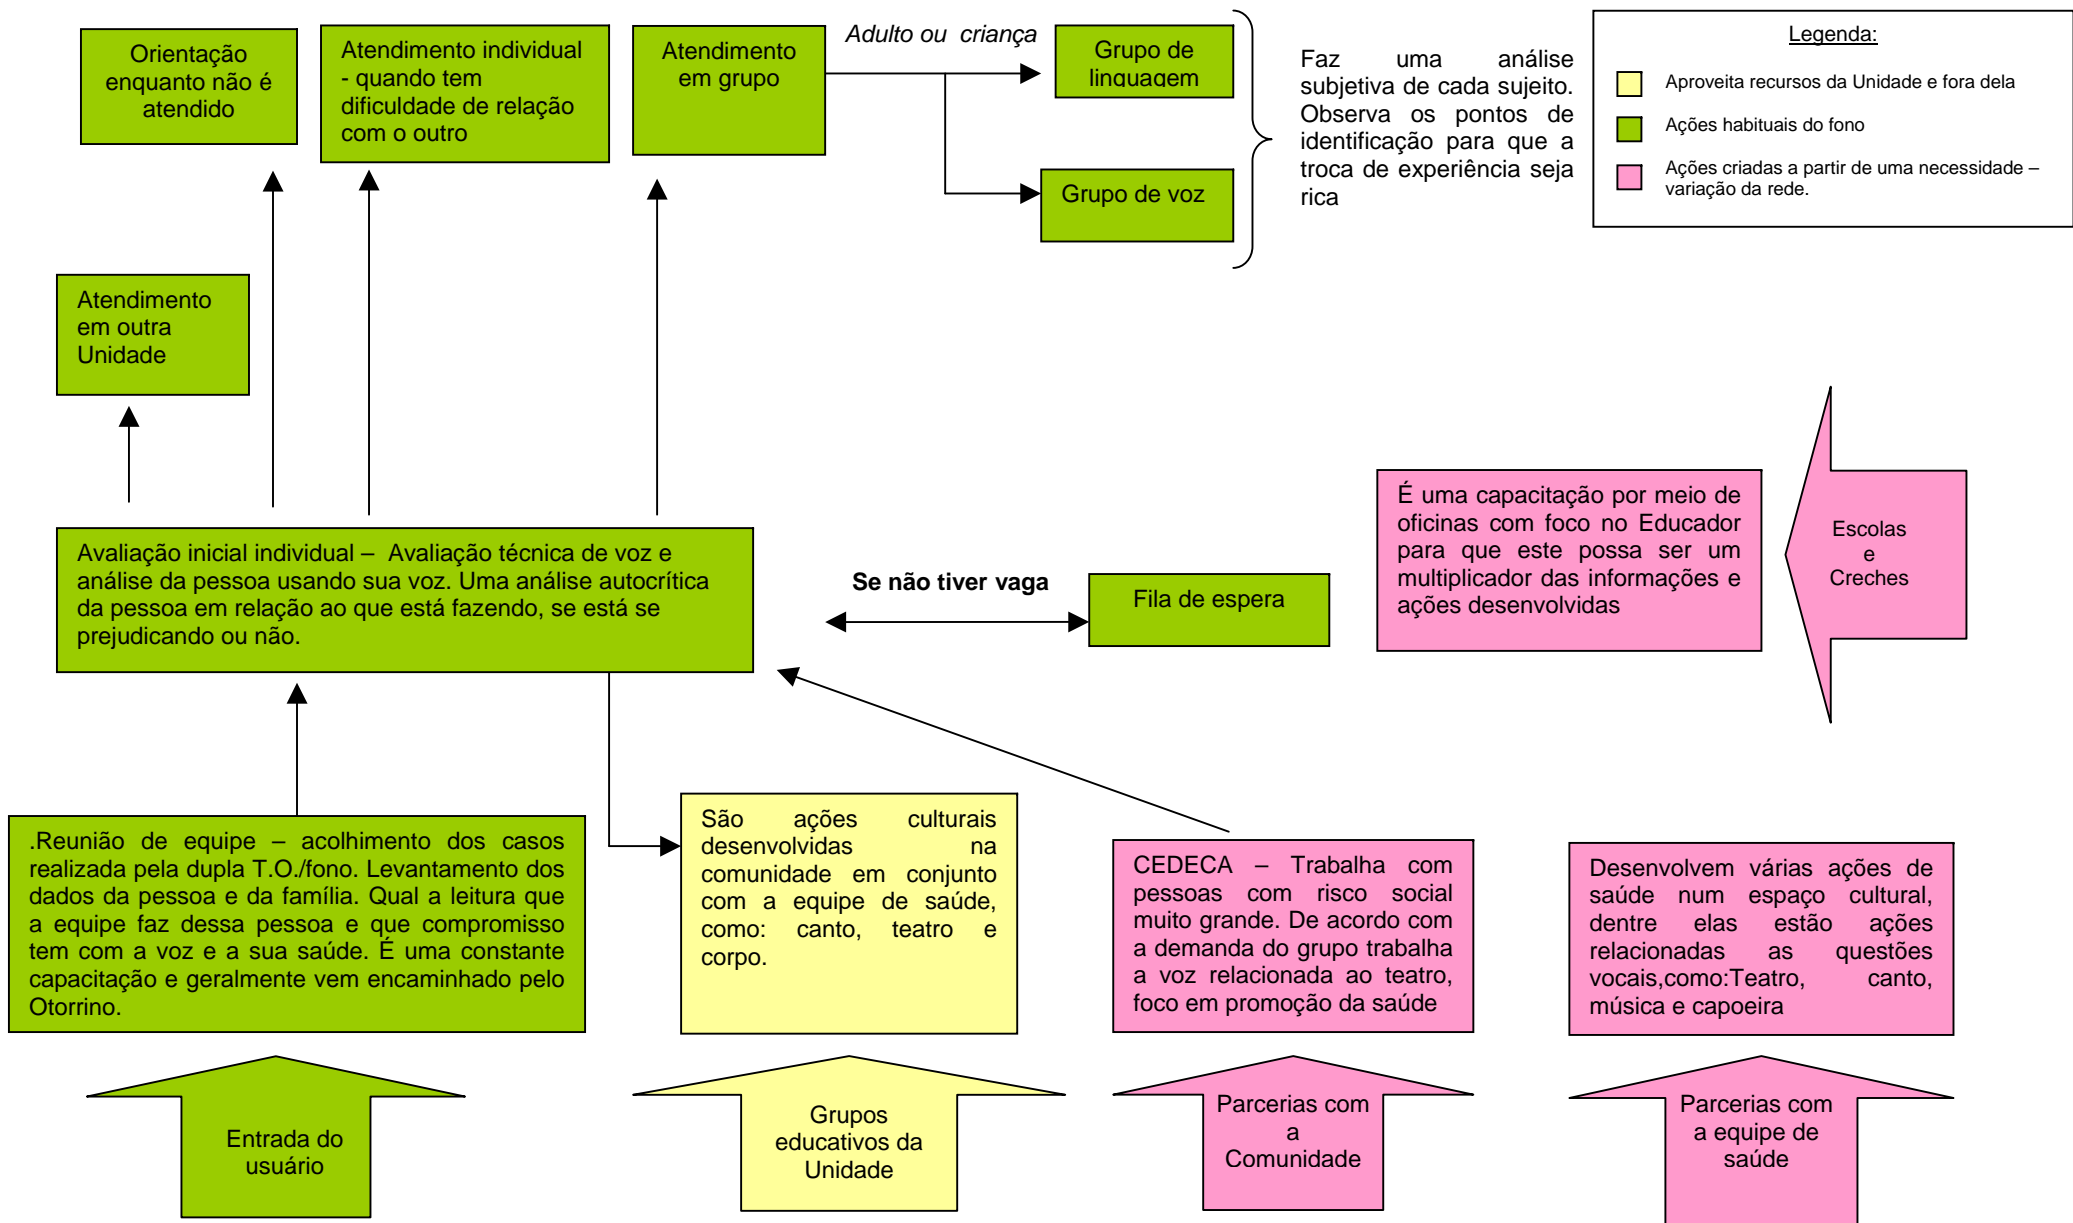 Orientação
enquanto não é
atendido
Atendimento individual
- quando tem
dificuldade de relação
com o outro
Atendimento
em grupo
Adulto ou criança
Grupo de
linguagem
Grupo de voz
Faz uma análise
subjetiva de cada sujeito.
Observa os pontos de
identificação para que a
troca de experiência seja
rica
Legenda:
Aproveita recursos da Unidade e fora dela
Ações habituais do fono
Ações criadas a partir de uma necessidade –
variação da rede.
Atendimento
em outra
Unidade
Avaliação inicial individual – Avaliação técnica de voz e
análise da pessoa usando sua voz. Uma análise autocrítica
da pessoa em relação ao que está fazendo, se está se
prejudicando ou não.
Se não tiver vaga
Fila de espera
É uma capacitação por meio de
oficinas com foco no Educador
para que este possa ser um
multiplicador das informações e
ações desenvolvidas
Escolas
e
Creches
.Reunião de equipe – acolhimento dos casos
realizada pela dupla T.O./fono. Levantamento dos
dados da pessoa e da família. Qual a leitura que
a equipe faz dessa pessoa e que compromisso
tem com a voz e a sua saúde. É uma constante
capacitação e geralmente vem encaminhado pelo
Otorrino.
São ações culturais
desenvolvidas na
comunidade em conjunto
com a equipe de saúde,
como: canto, teatro e
corpo.
CEDECA – Trabalha com
pessoas com risco social
muito grande. De acordo com
a demanda do grupo trabalha
a voz relacionada ao teatro,
foco em promoção da saúde
Desenvolvem várias ações de
saúde num espaço cultural,
dentre elas estão ações
relacionadas as questões
vocais,como:Teatro, canto,
música e capoeira
Entrada do
usuário
Grupos
educativos da
Unidade
Parcerias com
a
Comunidade
Parcerias com
a equipe de
saúde